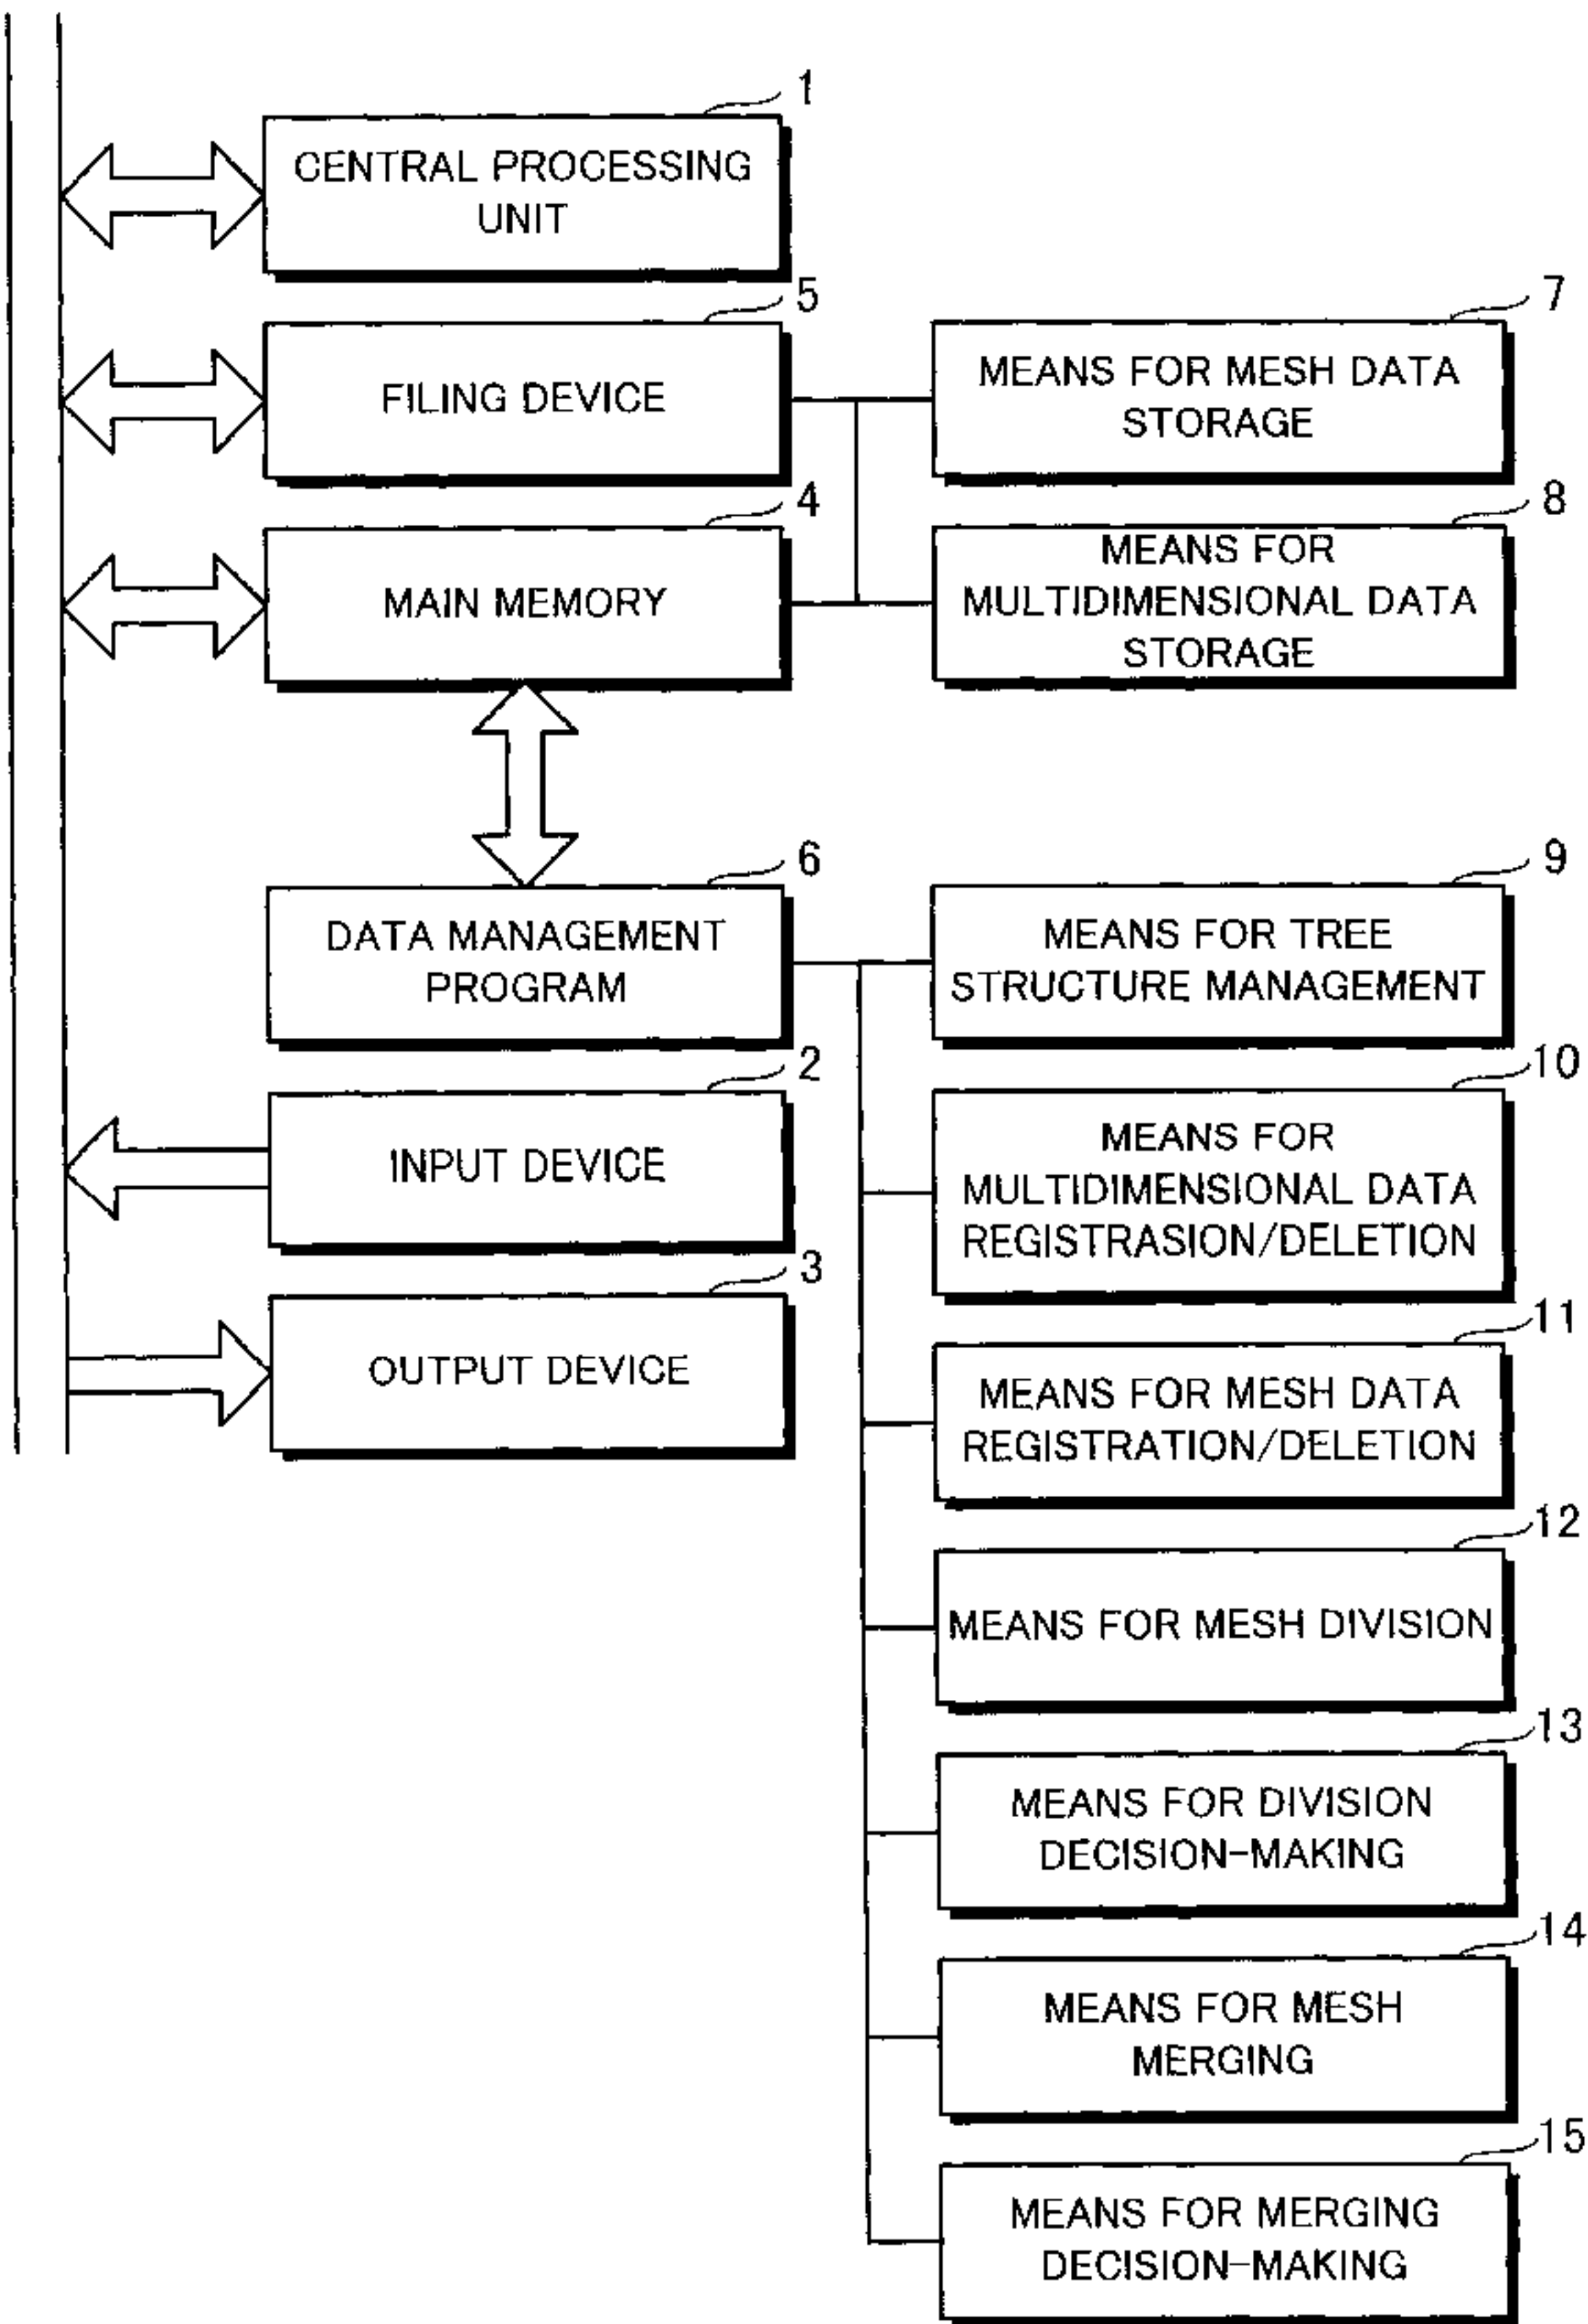 1
CENTRAL PROCESSING
UNIT
5
FILING DEVICE
7
MEANS FOR MESH DATA
STORAGE
4
MAIN MEMORY
8
MEANS FOR
MULTIDIMENSIONAL DATA
STORAGE
6
DATA MANAGEMENT
PROGRAM
9
MEANS FOR TREE
STRUCTURE MANAGEMENT
2
INPUT DEVICE
10
MEANS FOR
MULTIDIMENSIONAL DATA
REGISTRASION/DELETION
3
OUTPUT DEVICE
11
MEANS FOR MESH DATA
REGISTRATION/DELETION
12
MEANS FOR MESH DIVISION
13
MEANS FOR DIVISION
DECISION-MAKING
14
MEANS FOR MESH
MERGING
15
MEANS FOR MERGING
DECISION-MAKING